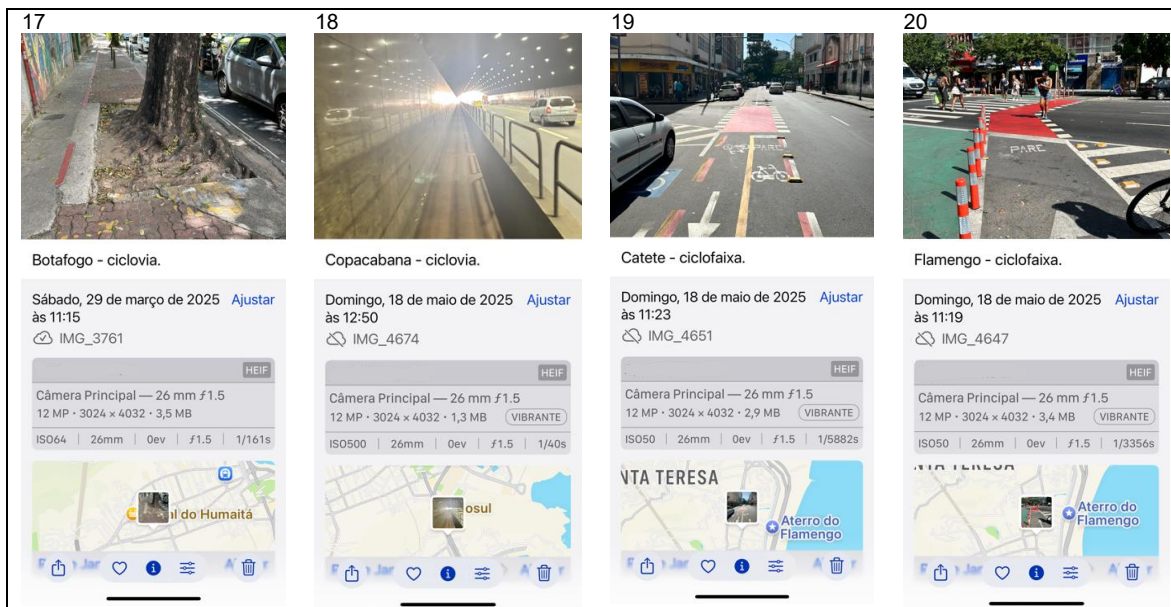 17
18
19
20
PARE
PARE
Botafogo - ciclovia.
Copacabana - ciclovia.
Catete - ciclofaixa.
Flamengo - ciclofaixa.
Sábado, 29 de março de 2025 Ajustar
às 11:15
IMG_3761
HEIF
Câmera Principal — 26 mm ƒ1.5
12 MP • 3024 × 4032 • 3,5 MB
ISO64 | 26mm | 0ev | ƒ1.5 | 1/161s
Domingo, 18 de maio de 2025 Ajustar
às 12:50
IMG_4674
HEIF
Câmera Principal — 26 mm ƒ1.5
12 MP • 3024 × 4032 • 1,3 MB VIBRANTE
ISO500 | 26mm | 0ev | ƒ1.5 | 1/40s
Domingo, 18 de maio de 2025 Ajustar
às 11:23
IMG_4651
HEIF
Câmera Principal — 26 mm ƒ1.5
12 MP • 3024 × 4032 • 2,9 MB VIBRANTE
ISO50 | 26mm | 0ev | ƒ1.5 | 1/5882s
Domingo, 18 de maio de 2025 Ajustar
às 11:19
IMG_4647
HEIF
Câmera Principal — 26 mm ƒ1.5
12 MP • 3024 × 4032 • 3,4 MB VIBRANTE
ISO50 | 26mm | 0ev | ƒ1.5 | 1/3356s
al do Humaitá
osul
NTA TERESA
Aterro do
Flamengo
NTA TERESA
Aterro do
Flamengo